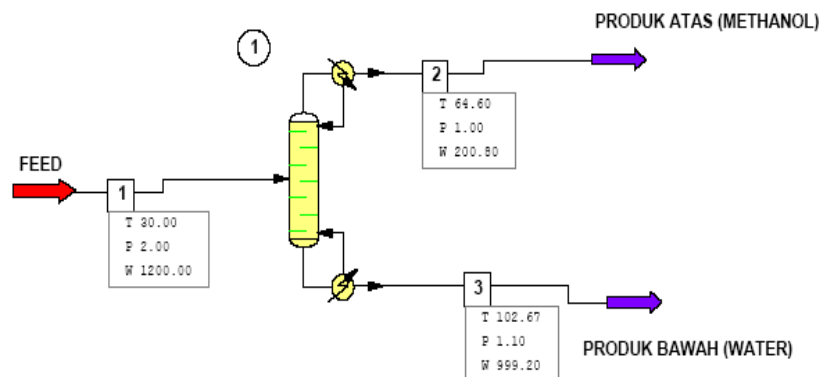 PRODUK ATAS (METHANOL)
1
2
T 64.60
P 1.00
W 200.80
FEED
1
T 30.00
P 2.00
W 1200.00
3
T 102.67
P 1.10
W 999.20
PRODUK BAWAH (WATER)